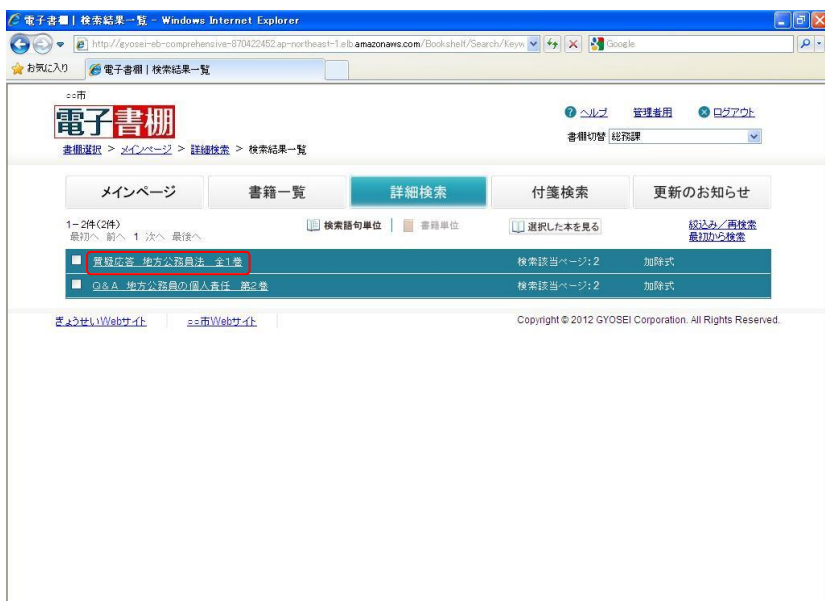 電子書棚 | 検索結果一覧 - Windows Internet Explorer
http://gyosei-eb-comprehensive-870422452.ap-northeast-1.elb.amazonaws.com/Bookshelf/Search/Keyw
Google
お気に入り
電子書棚 | 検索結果一覧
○○市
電子書棚
ヘルプ 管理者用 ログアウト
書棚切替 総務課
書棚選択 > メインページ > 詳細検索 > 検索結果一覧
メインページ 書籍一覧 詳細検索 付箋検索 更新のお知らせ
1-2件(2件) 検索語句単位 | 書籍単位 選択した本を見る 絞込み/再検索
最初へ 前へ 1 次へ 最後へ 最初から検索
質疑応答 地方公務員法 全1巻 検索該当ページ:2 加除式
Q&A 地方公務員の個人責任 第2巻 検索該当ページ:2 加除式
ぎょうせいWebサイト ○○市Webサイト Copyright © 2012 GYOSEI Corporation. All Rights Reserved.